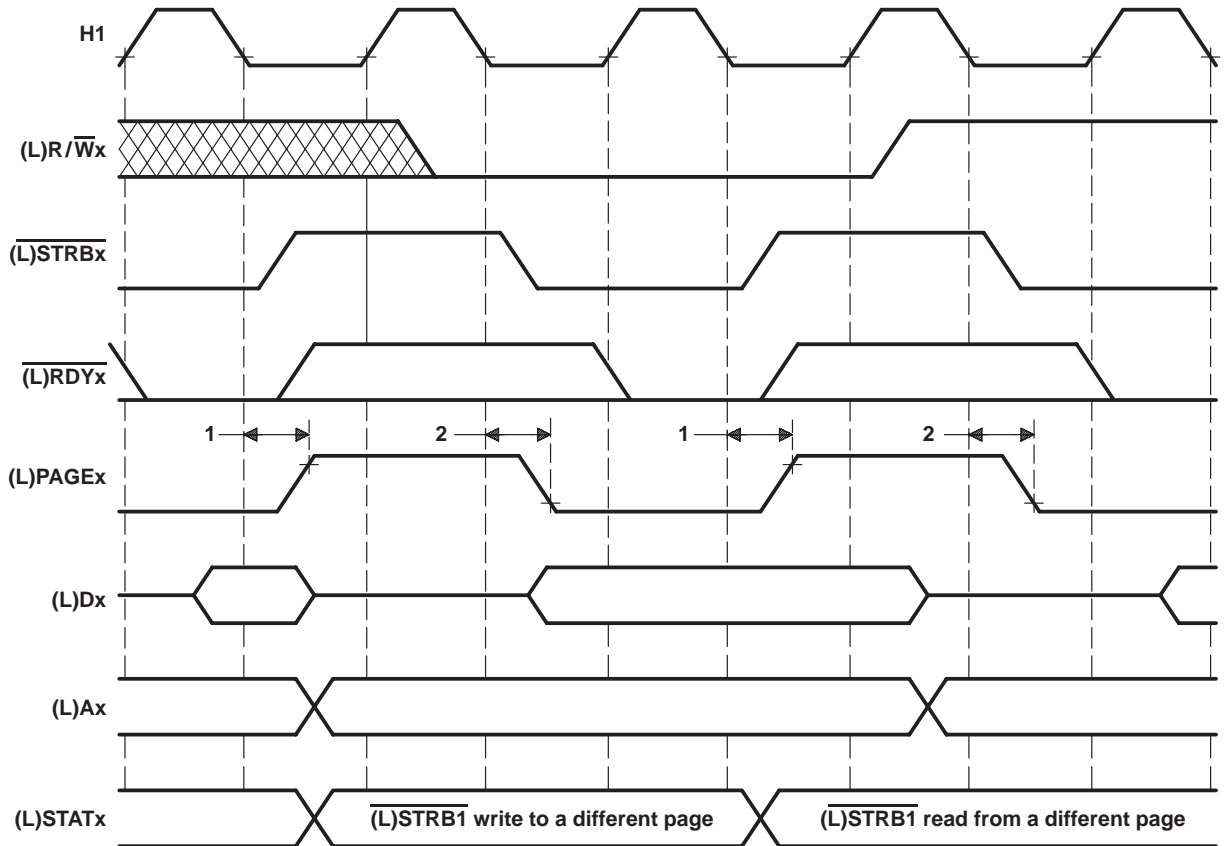 H1
(L)R/W̅x
(L)STRBx
(L)RDYx
1 2 1 2
(L)PAGEx
(L)Dx
(L)Ax
(L)STATx (L)STRB1 write to a different page (L)STRB1 read from a different page